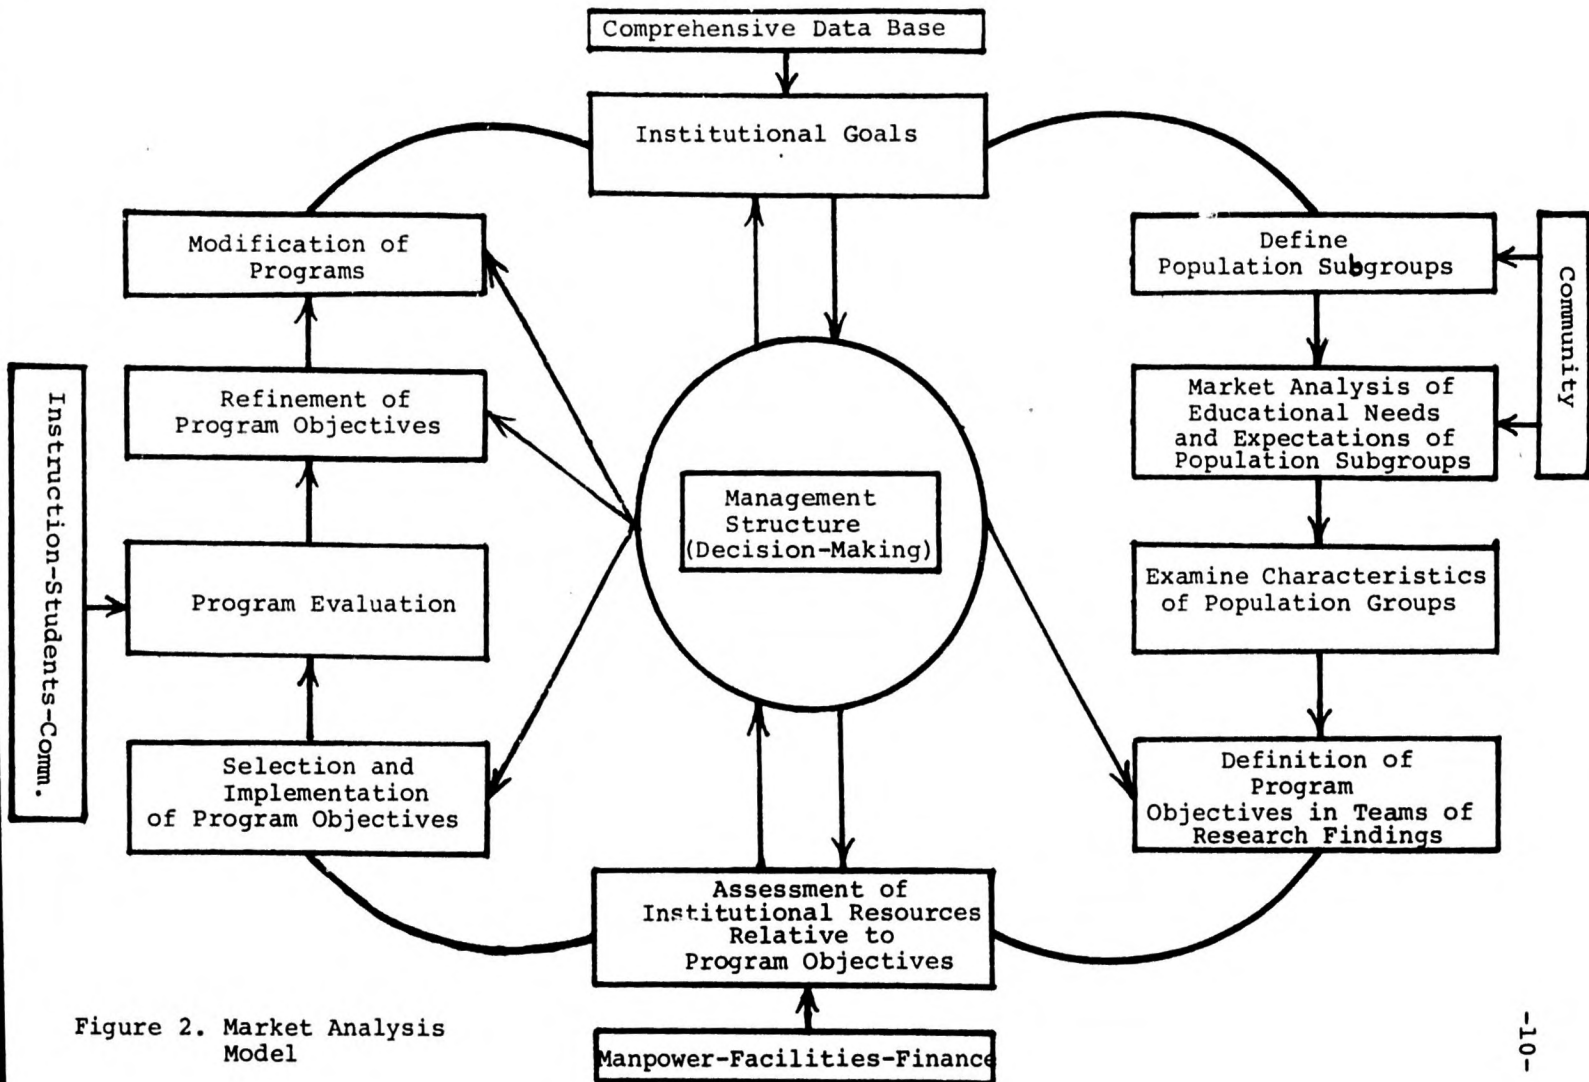 Comprehensive Data Base
Institutional Goals
Modification of
Programs
Define
Population Subgroups
Community
Refinement of
Program Objectives
Market Analysis of
Educational Needs
and Expectations of
Population Subgroups
Instruction-Students-Comm.
Management
Structure
(Decision-Making)
Program Evaluation
Examine Characteristics
of Population Groups
Selection and
Implementation
of Program Objectives
Definition of
Program
Objectives in Teams of
Research Findings
Assessment of
Institutional Resources
Relative to
Program Objectives
Manpower-Facilities-Finance
Figure 2. Market Analysis
Model
-10-